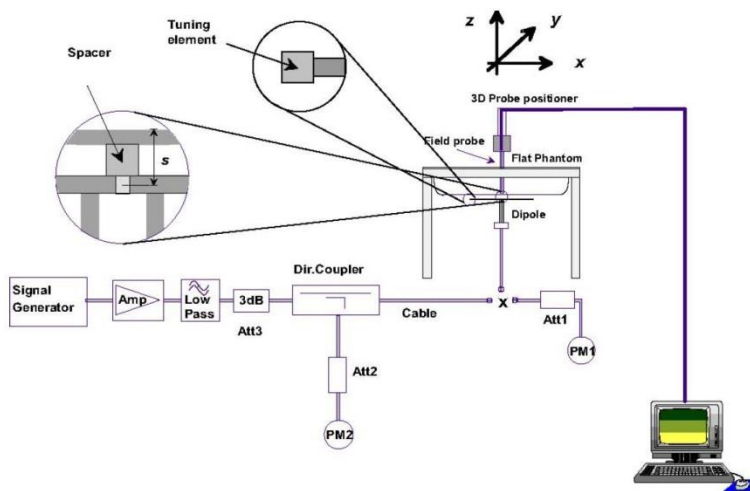 Tuning
element
Spacer
s
z
y
x
3D Probe positioner
Field probe
Flat Phantom
Dipole
Dir.Coupler
Signal
Generator
Amp
Low
Pass
3dB
Att3
Cable
x
Att1
PM1
Att2
PM2